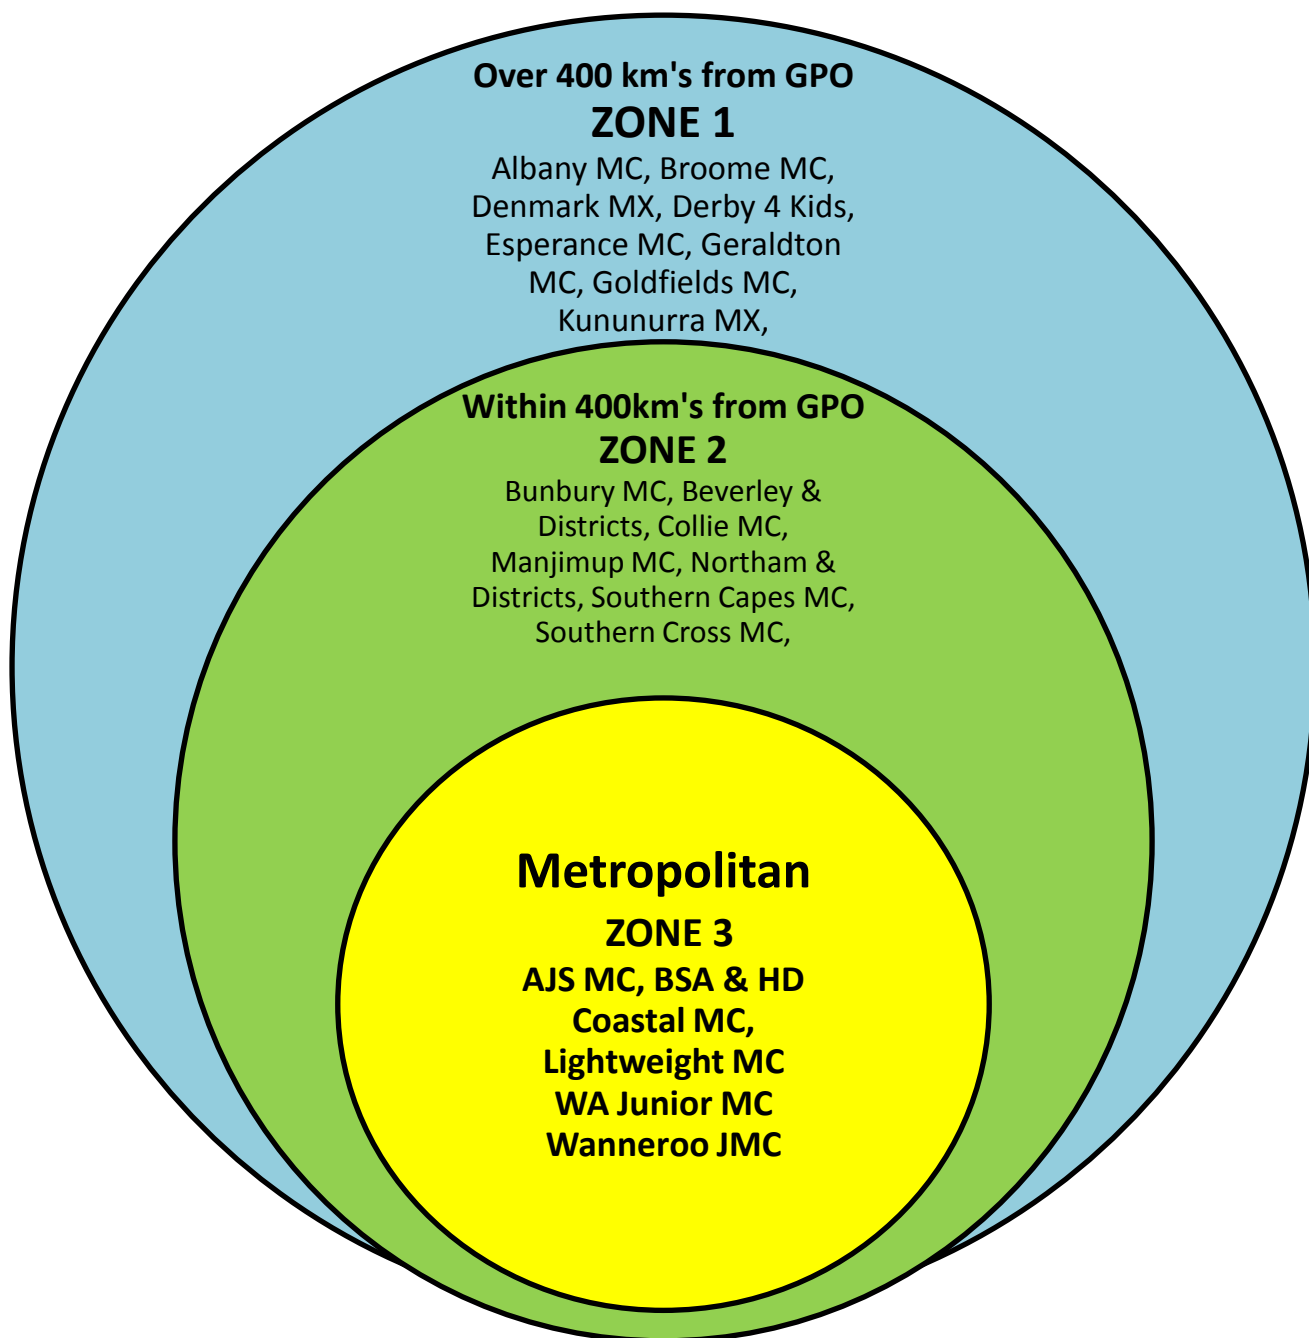 Over 400 km's from GPO
ZONE 1
Albany MC, Broome MC,
Denmark MX, Derby 4 Kids,
Esperance MC, Geraldton
MC, Goldfields MC,
Kununurra MX,
Within 400km's from GPO
ZONE 2
Bunbury MC, Beverley &
Districts, Collie MC,
Manjimup MC, Northam &
Districts, Southern Capes MC,
Southern Cross MC,
Metropolitan
ZONE 3
AJS MC, BSA & HD
Coastal MC,
Lightweight MC
WA Junior MC
Wanneroo JMC